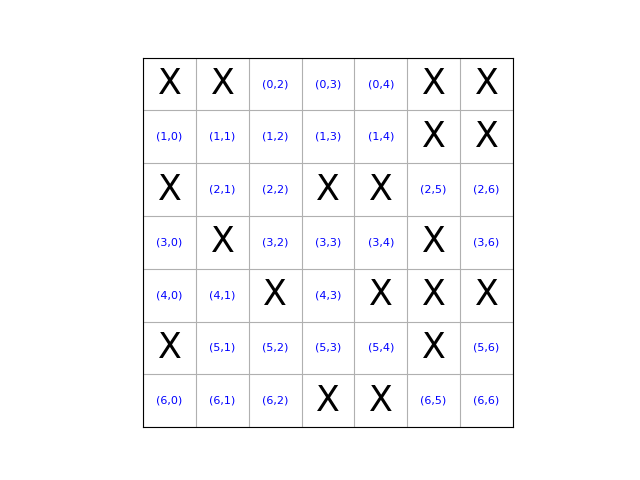 X X (0,2) (0,3) (0,4) X X
(1,0) (1,1) (1,2) (1,3) (1,4) X X
X (2,1) (2,2) X X (2,5) (2,6)
(3,0) X (3,2) (3,3) (3,4) X (3,6)
(4,0) (4,1) X (4,3) X X X
X (5,1) (5,2) (5,3) (5,4) X (5,6)
(6,0) (6,1) (6,2) X X (6,5) (6,6)